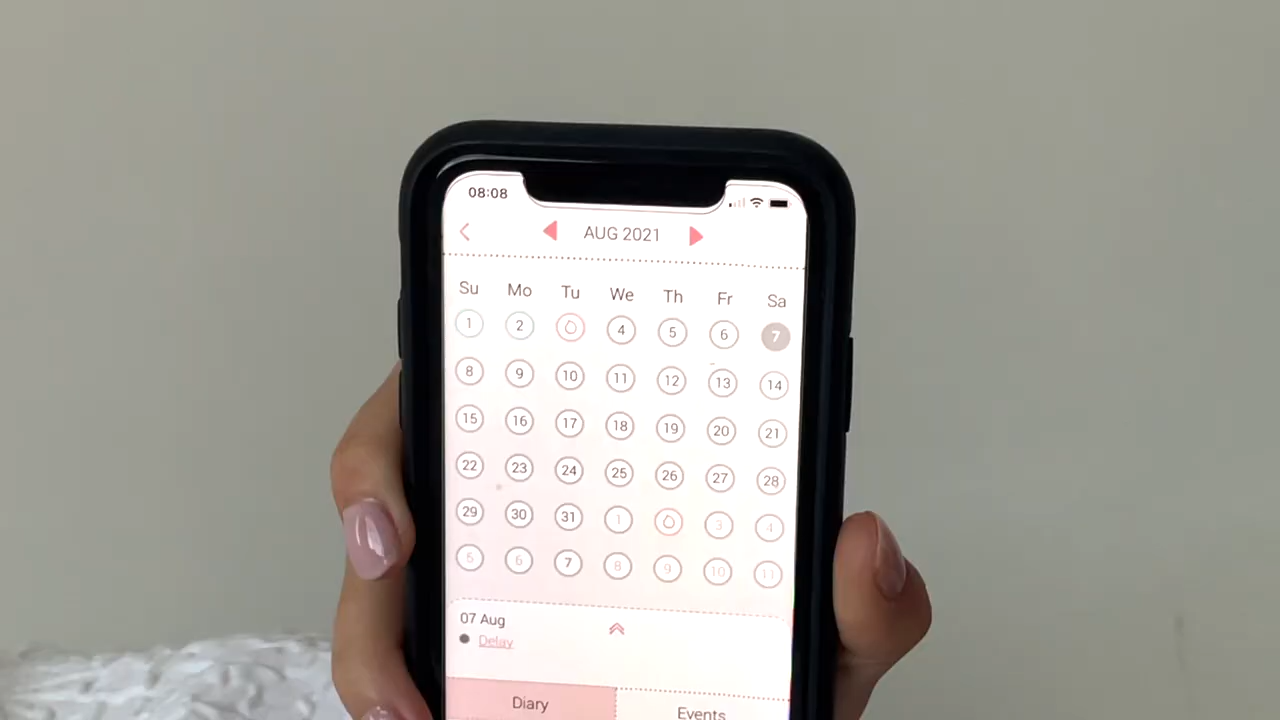 08:08
AUG 2021
Su Mo Tu We Th Fr Sa
1 2 4 5 6 7
8 9 10 11 12 13 14
15 16 17 18 19 20 21
22 23 24 25 26 27 28
29 30 31 1 3 4
5 6 7 8 9 10 11
07 Aug
Delay
Diary Events